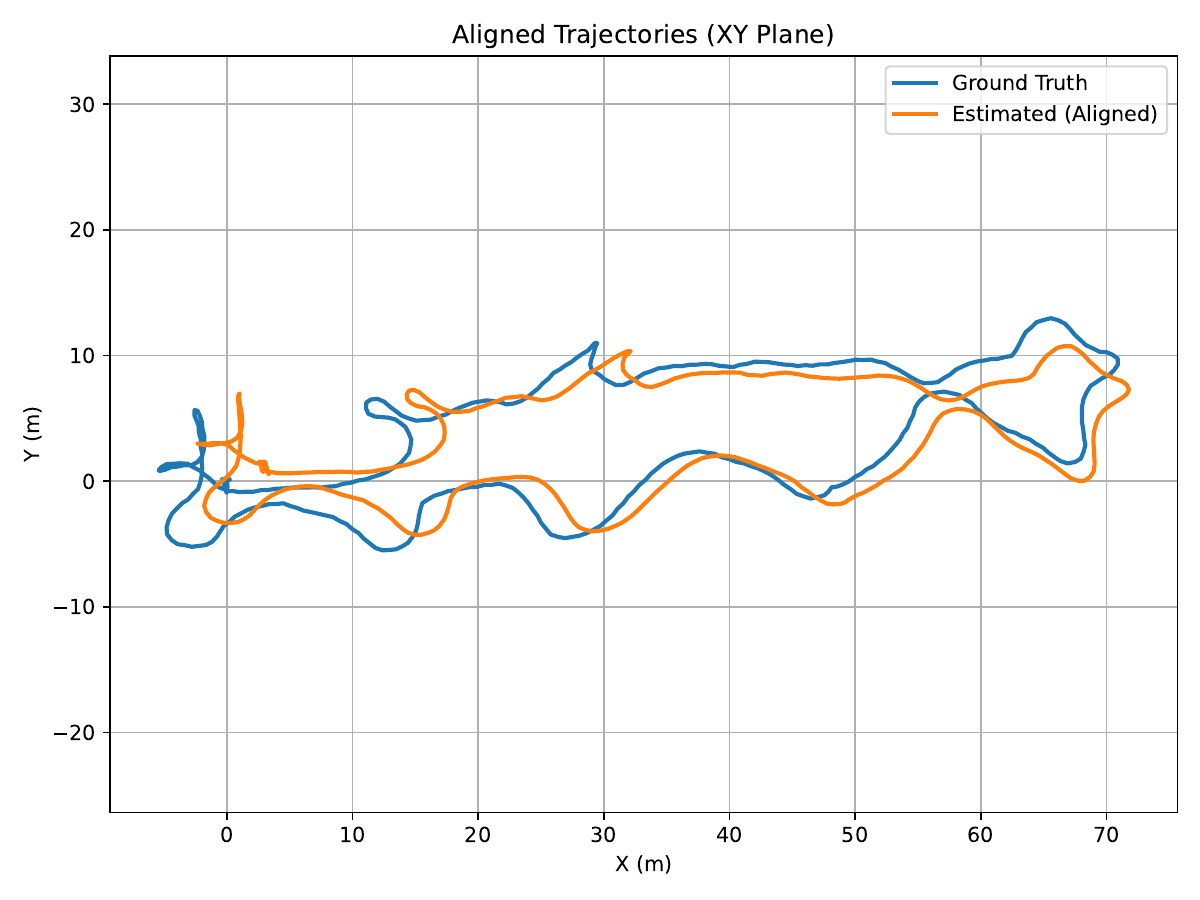 Aligned Trajectories (XY Plane)
Ground Truth
Estimated (Aligned)
30
20
10
0
−10
−20
Y (m)
0 10 20 30 40 50 60 70
X (m)